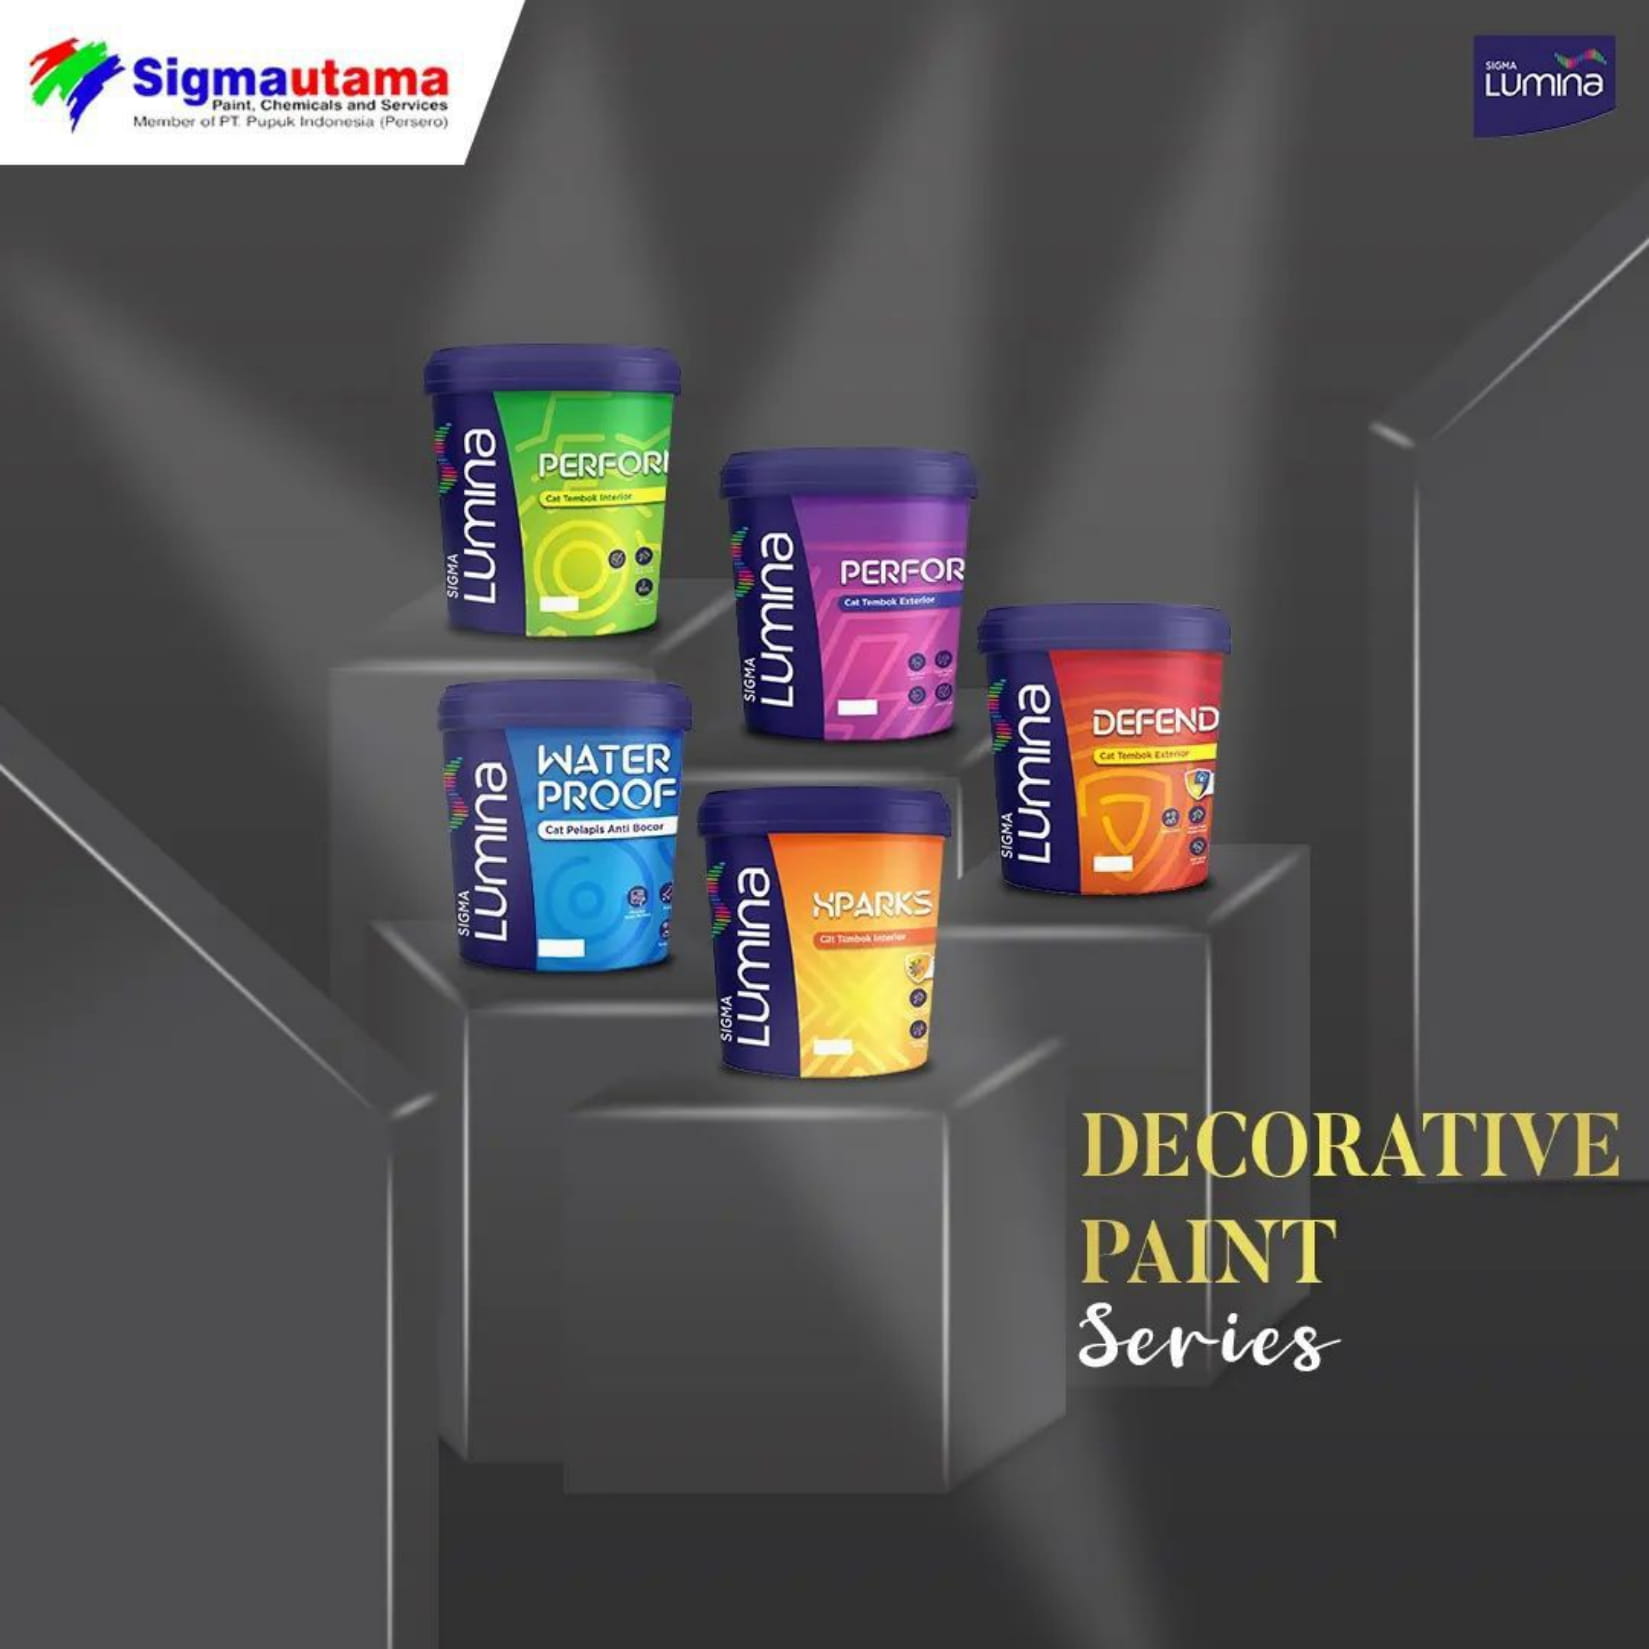 Sigmautama
Paint, Chemicals and Services
Member of PT. Pupuk Indonesia (Persero)
SIGMA
LUMINA
SIGMA
LUMINA
PERFOR
Cat Tembok Interior
SIGMA
LUMINA
PERFOR
Cat Tembok Exterior
SIGMA
LUMINA
DEFEND
Cat Tembok Exterior
SIGMA
LUMINA
WATER
PROOF
Cat Pelapis Anti Bocor
SIGMA
LUMINA
XPARKS
Cat Tembok Interior
DECORATIVE
PAINT
Series